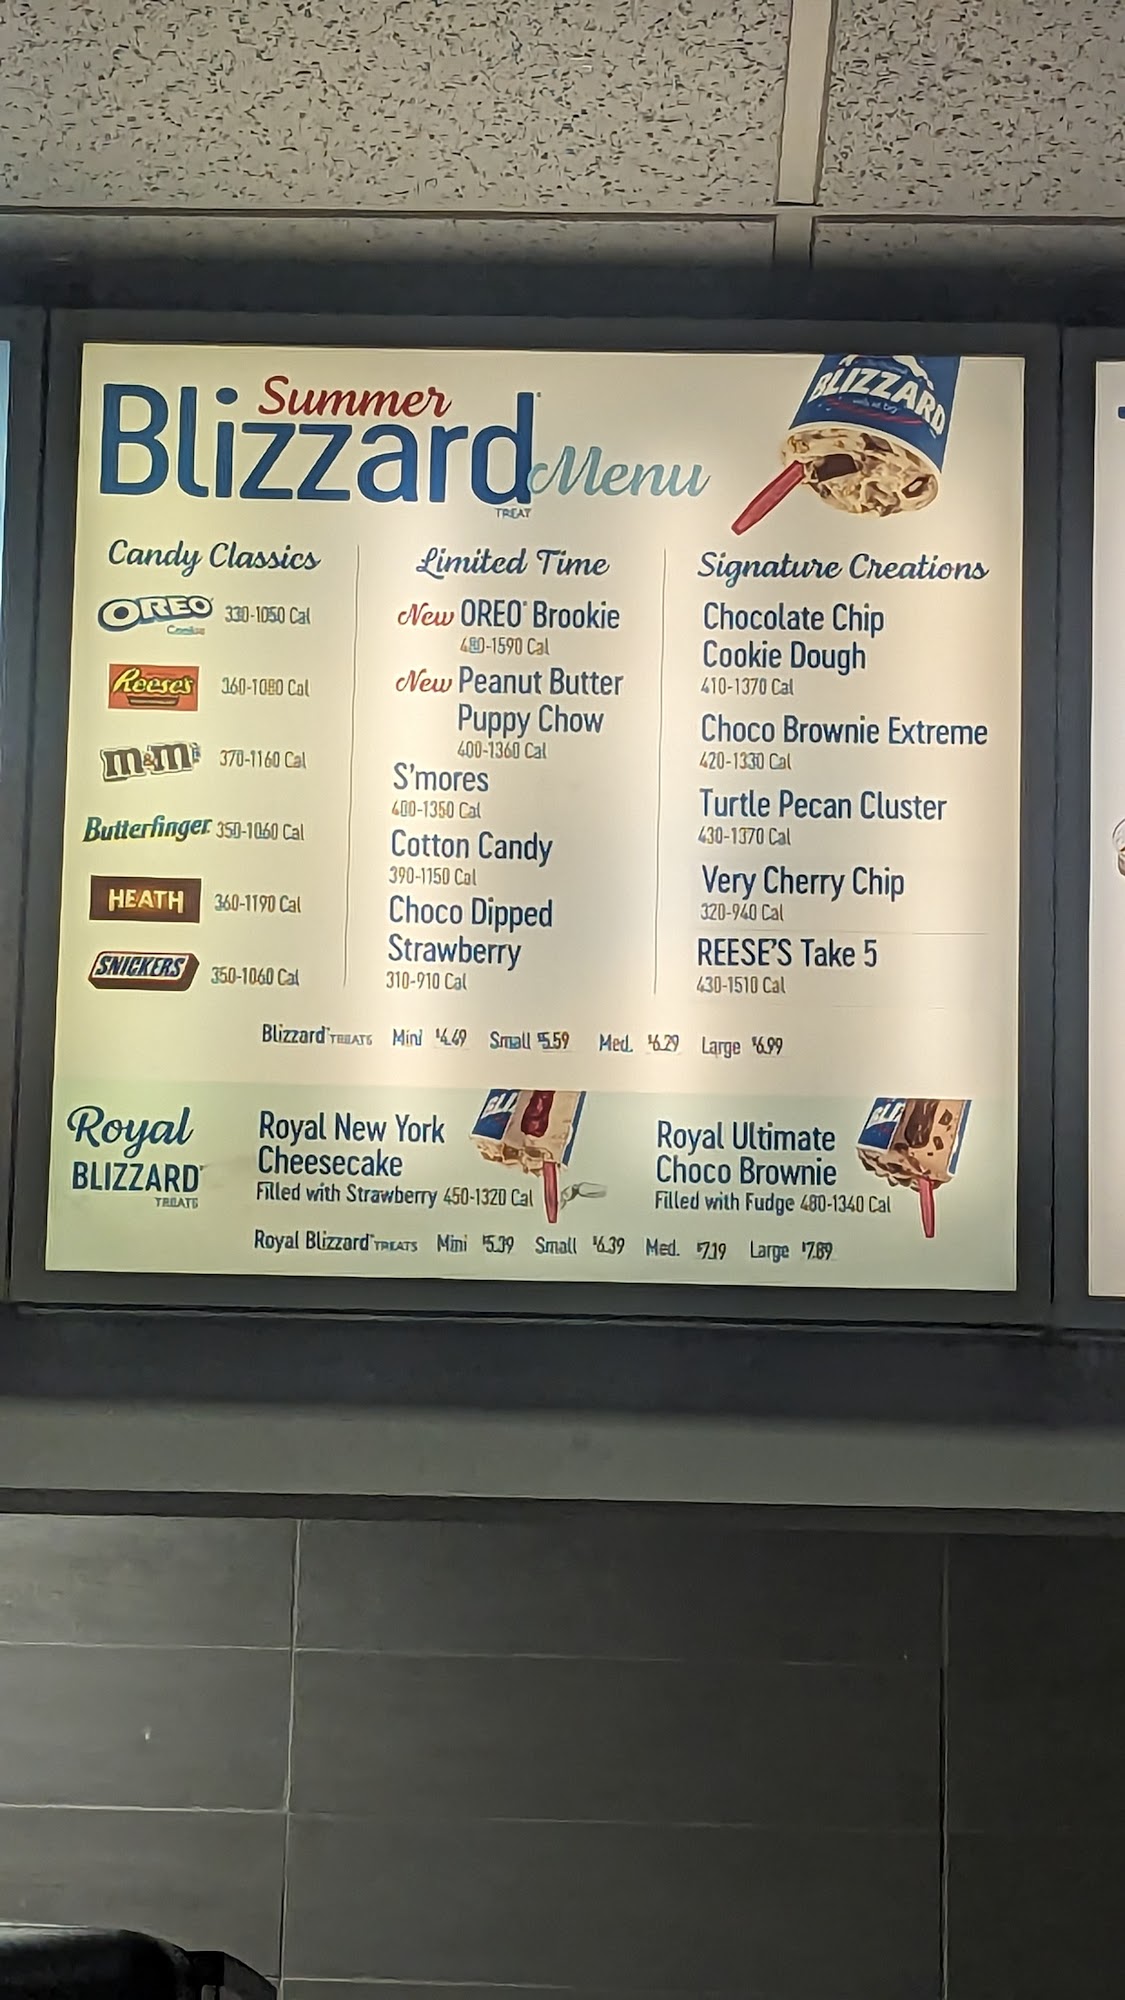 Summer
Blizzard® Menu
TREAT
BLIZZARD
Candy Classics
OREO 330-1050 Cal
Cookie
Reese's 360-1080 Cal
m&m's 370-1160 Cal
Butterfinger 350-1060 Cal
HEATH 360-1190 Cal
SNICKERS 350-1060 Cal
Limited Time
New OREO® Brookie
480-1590 Cal
New Peanut Butter
Puppy Chow
400-1360 Cal
S'mores
400-1350 Cal
Cotton Candy
390-1150 Cal
Choco Dipped
Strawberry
310-910 Cal
Signature Creations
Chocolate Chip
Cookie Dough
410-1370 Cal
Choco Brownie Extreme
420-1330 Cal
Turtle Pecan Cluster
430-1370 Cal
Very Cherry Chip
320-940 Cal
REESE'S Take 5
430-1510 Cal
Blizzard® TREATS Mini $4.49 Small $5.59 Med. $6.29 Large $6.99
Royal
BLIZZARD®
TREATS
Royal New York
Cheesecake
Filled with Strawberry 450-1320 Cal
Royal Ultimate
Choco Brownie
Filled with Fudge 480-1340 Cal
Royal Blizzard® TREATS Mini $5.39 Small $6.39 Med. $7.19 Large $7.89